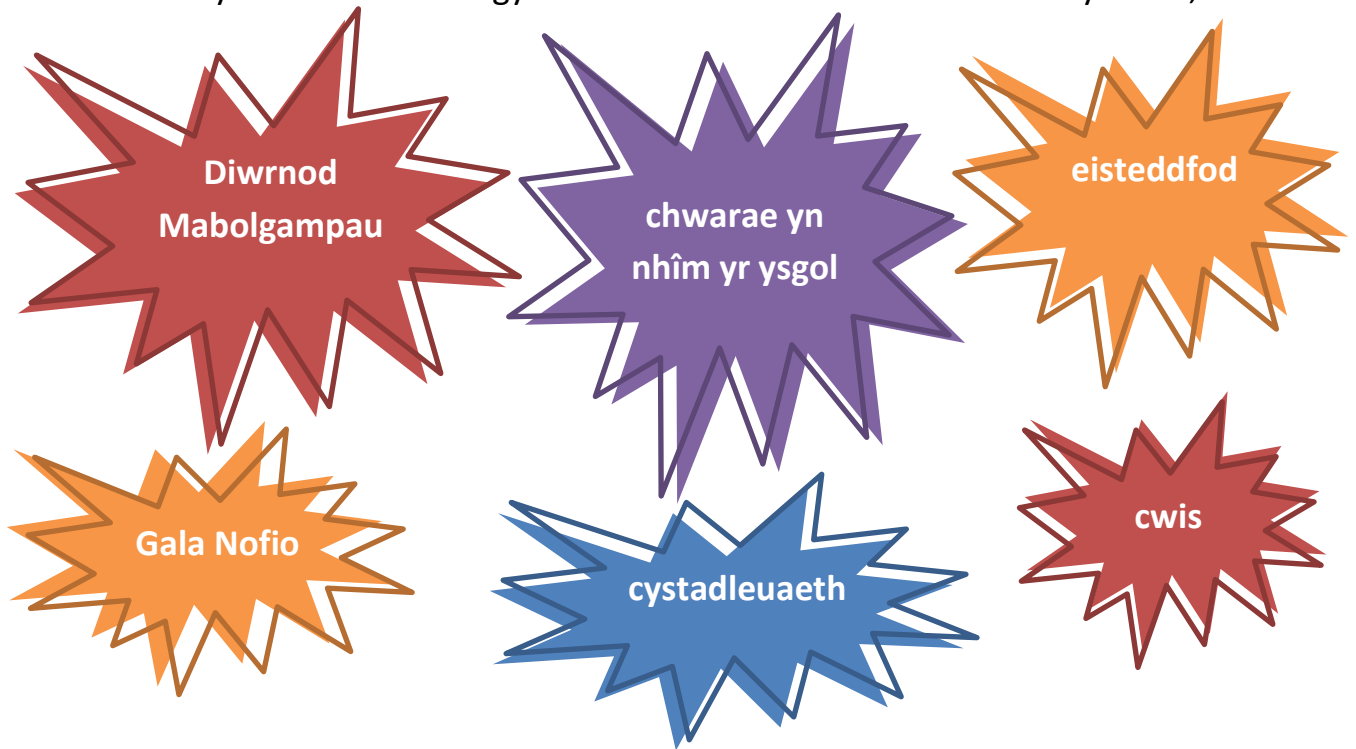 Diwrnod
Mabolgampau
chwarae yn
nhîm yr ysgol
eisteddfod
Gala Nofio
cystadleuaeth
cwis